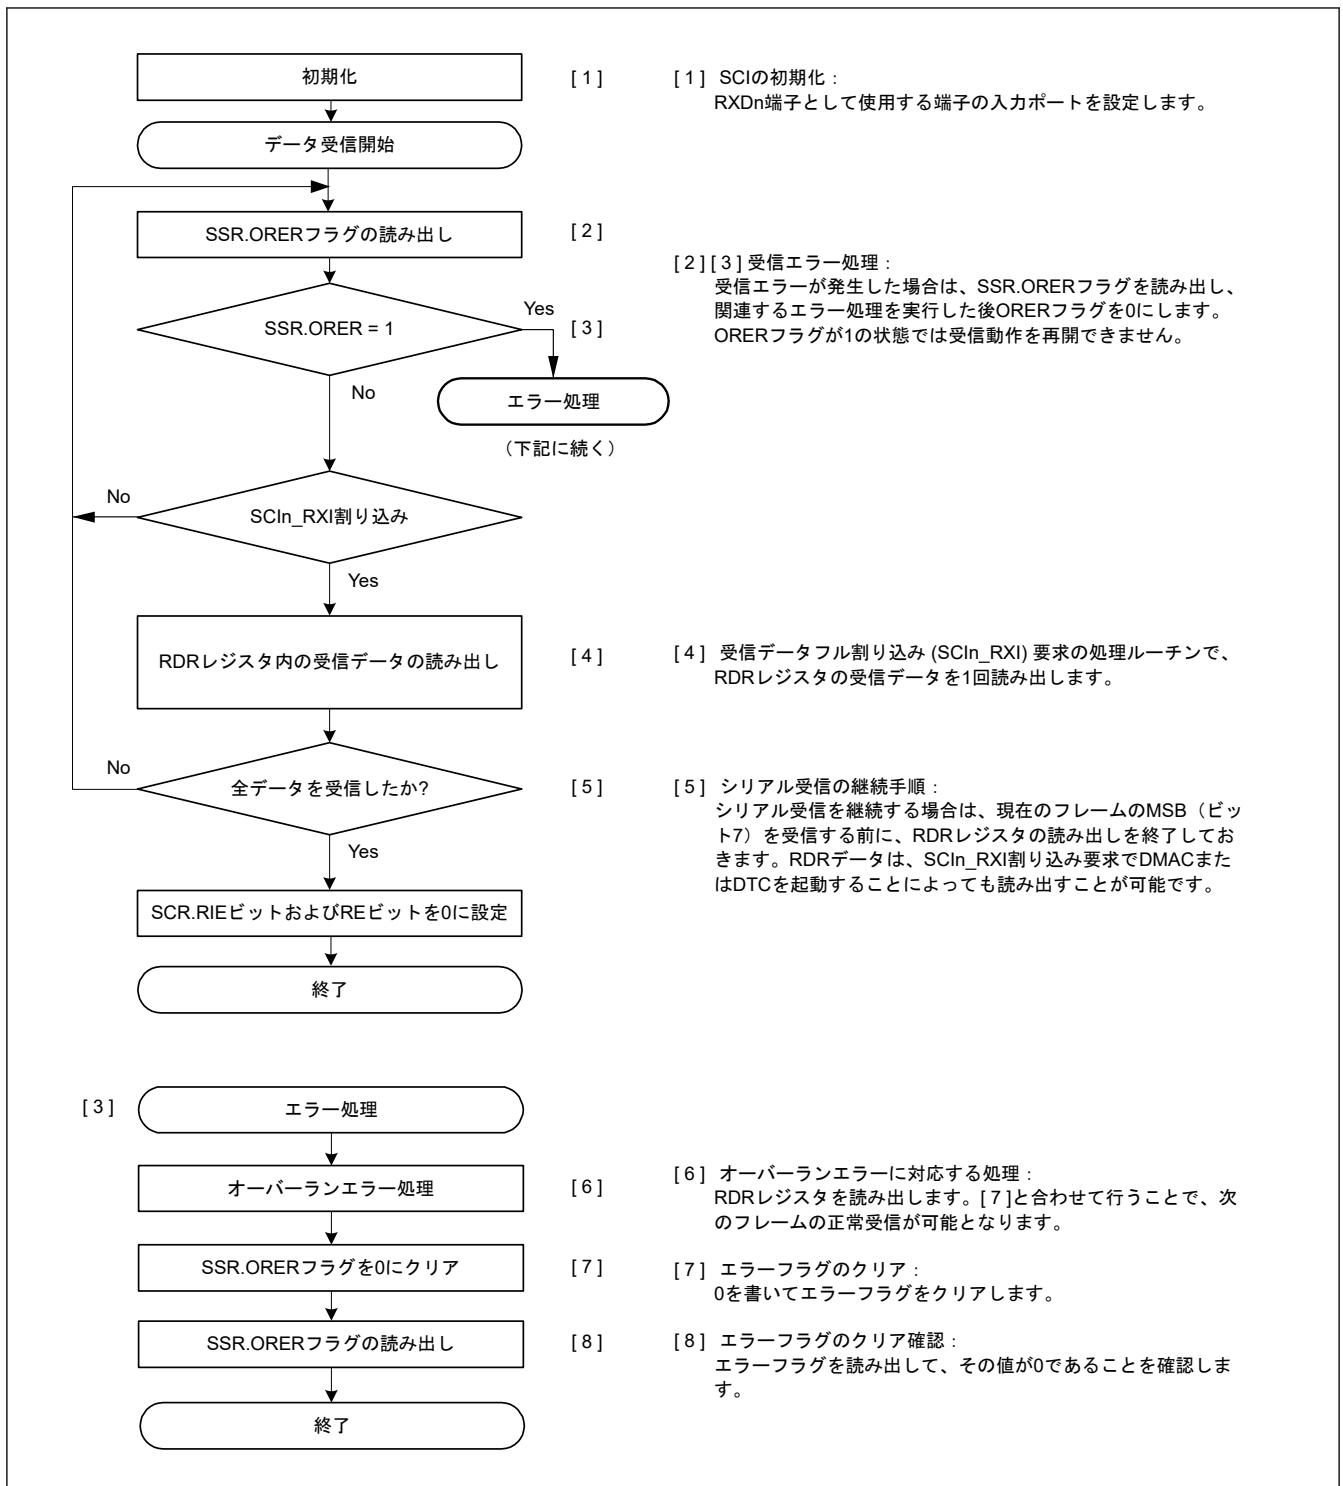 初期化
[ 1 ]
[ 1 ] SCIの初期化：
RXDn端子として使用する端子の入力ポートを設定します。
データ受信開始
SSR.ORERフラグの読み出し
[ 2 ]
[ 2 ] [ 3 ] 受信エラー処理：
受信エラーが発生した場合は、SSR.ORERフラグを読み出し、
関連するエラー処理を実行した後ORERフラグを0にします。
ORERフラグが1の状態では受信動作を再開できません。
SSR.ORER = 1
Yes
[ 3 ]
No
エラー処理
（下記に続く）
No
SCIn_RXI割り込み
Yes
RDRレジスタ内の受信データの読み出し
[ 4 ]
[ 4 ] 受信データフル割り込み (SCIn_RXI) 要求の処理ルーチンで、
RDRレジスタの受信データを1回読み出します。
No
全データを受信したか?
[ 5 ]
[ 5 ] シリアル受信の継続手順：
シリアル受信を継続する場合は、現在のフレームのMSB（ビッ
ト7）を受信する前に、RDRレジスタの読み出しを終了してお
きます。RDRデータは、SCIn_RXI割り込み要求でDMACまた
はDTCを起動することによっても読み出すことが可能です。
Yes
SCR.RIEビットおよびREビットを0に設定
終了
[ 3 ]
エラー処理
オーバーランエラー処理
[ 6 ]
[ 6 ] オーバーランエラーに対応する処理：
RDRレジスタを読み出します。[ 7 ]と合わせて行うことで、次
のフレームの正常受信が可能となります。
SSR.ORERフラグを0にクリア
[ 7 ]
[ 7 ] エラーフラグのクリア：
0を書いてエラーフラグをクリアします。
SSR.ORERフラグの読み出し
[ 8 ]
[ 8 ] エラーフラグのクリア確認：
エラーフラグを読み出して、その値が0であることを確認しま
す。
終了